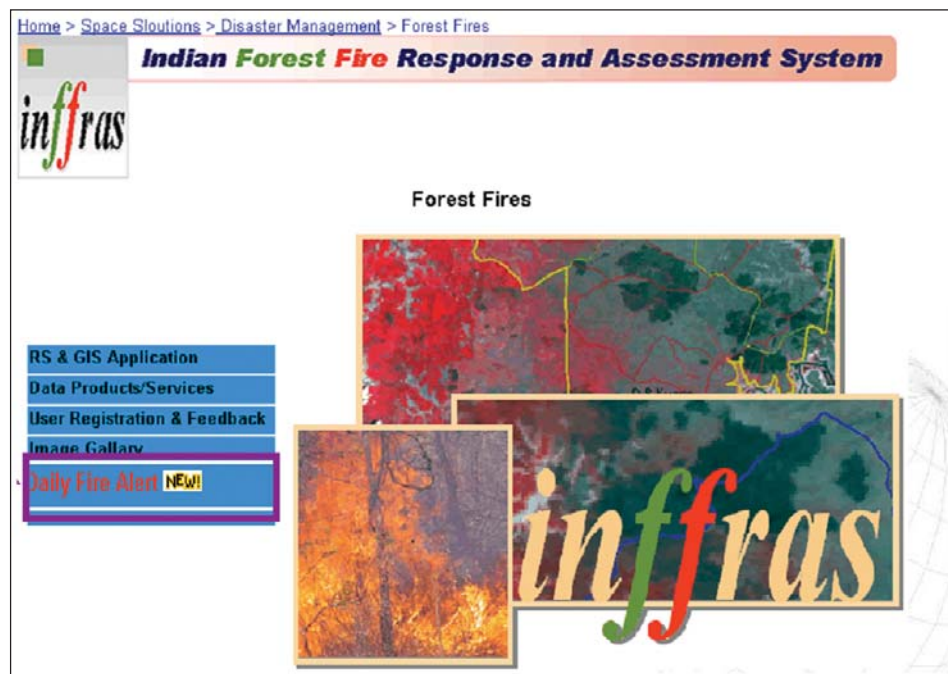 Home > Space Sloutions > Disaster Management > Forest Fires
Indian Forest Fire Response and Assessment System
inffras
Forest Fires
RS & GIS Application
Data Products/Services
User Registration & Feedback
Image Gallary
Daily Fire Alert NEW!
inffras